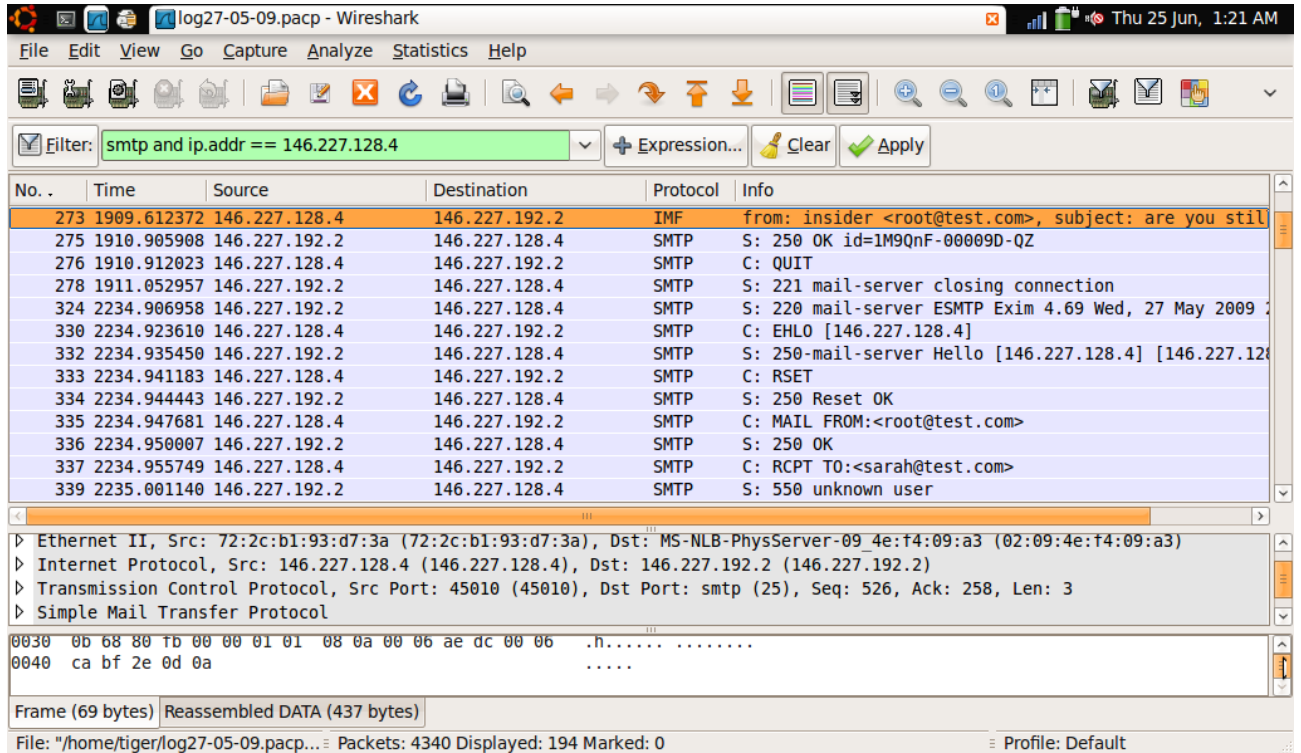 log27-05-09.pacp - Wireshark Thu 25 Jun, 1:21 AM
File Edit View Go Capture Analyze Statistics Help
Filter: smtp and ip.addr == 146.227.128.4 Expression... Clear Apply
No. . Time Source Destination Protocol Info
273 1909.612372 146.227.128.4 146.227.192.2 IMF from: insider <root@test.com>, subject: are you stil
275 1910.905908 146.227.192.2 146.227.128.4 SMTP S: 250 OK id=1M9QnF-00009D-QZ
276 1910.912023 146.227.128.4 146.227.192.2 SMTP C: QUIT
278 1911.052957 146.227.192.2 146.227.128.4 SMTP S: 221 mail-server closing connection
324 2234.906958 146.227.192.2 146.227.128.4 SMTP S: 220 mail-server ESMTP Exim 4.69 Wed, 27 May 2009
330 2234.923610 146.227.128.4 146.227.192.2 SMTP C: EHLO [146.227.128.4]
332 2234.935450 146.227.192.2 146.227.128.4 SMTP S: 250-mail-server Hello [146.227.128.4] [146.227.128
333 2234.941183 146.227.128.4 146.227.192.2 SMTP C: RSET
334 2234.944443 146.227.192.2 146.227.128.4 SMTP S: 250 Reset OK
335 2234.947681 146.227.128.4 146.227.192.2 SMTP C: MAIL FROM:<root@test.com>
336 2234.950007 146.227.192.2 146.227.128.4 SMTP S: 250 OK
337 2234.955749 146.227.128.4 146.227.192.2 SMTP C: RCPT TO:<sarah@test.com>
339 2235.001140 146.227.192.2 146.227.128.4 SMTP S: 550 unknown user
Ethernet II, Src: 72:2c:b1:93:d7:3a (72:2c:b1:93:d7:3a), Dst: MS-NLB-PhysServer-09_4e:f4:09:a3 (02:09:4e:f4:09:a3)
Internet Protocol, Src: 146.227.128.4 (146.227.128.4), Dst: 146.227.192.2 (146.227.192.2)
Transmission Control Protocol, Src Port: 45010 (45010), Dst Port: smtp (25), Seq: 526, Ack: 258, Len: 3
Simple Mail Transfer Protocol
0030 0b 68 80 fb 00 00 01 01 08 0a 00 06 ae dc 00 06 .h...... ........
0040 ca bf 2e 0d 0a .....
Frame (69 bytes) Reassembled DATA (437 bytes)
File: "/home/tiger/log27-05-09.pacp... Packets: 4340 Displayed: 194 Marked: 0 Profile: Default